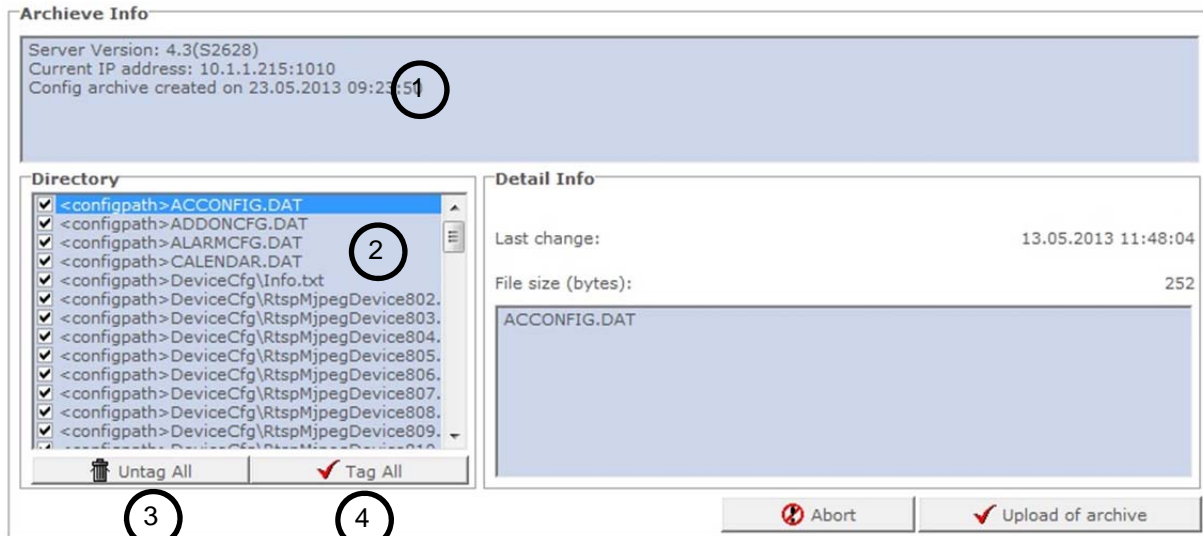 Archieve Info
Server Version: 4.3(S2628)
Current IP address: 10.1.1.215:1010
Config archive created on 23.05.2013 09:23:50
1
Directory
<configpath>ACCONFIG.DAT
<configpath>ADDONCFG.DAT
<configpath>ALARMCFG.DAT
<configpath>CALENDAR.DAT
<configpath>DeviceCfg\Info.txt
<configpath>DeviceCfg\RtspMjpegDevice802.
<configpath>DeviceCfg\RtspMjpegDevice803.
<configpath>DeviceCfg\RtspMjpegDevice804.
<configpath>DeviceCfg\RtspMjpegDevice805.
<configpath>DeviceCfg\RtspMjpegDevice806.
<configpath>DeviceCfg\RtspMjpegDevice807.
<configpath>DeviceCfg\RtspMjpegDevice808.
<configpath>DeviceCfg\RtspMjpegDevice809.
2
Untag All
Tag All
3
4
Detail Info
Last change: 13.05.2013 11:48:04
File size (bytes): 252
ACCONFIG.DAT
Abort
Upload of archive